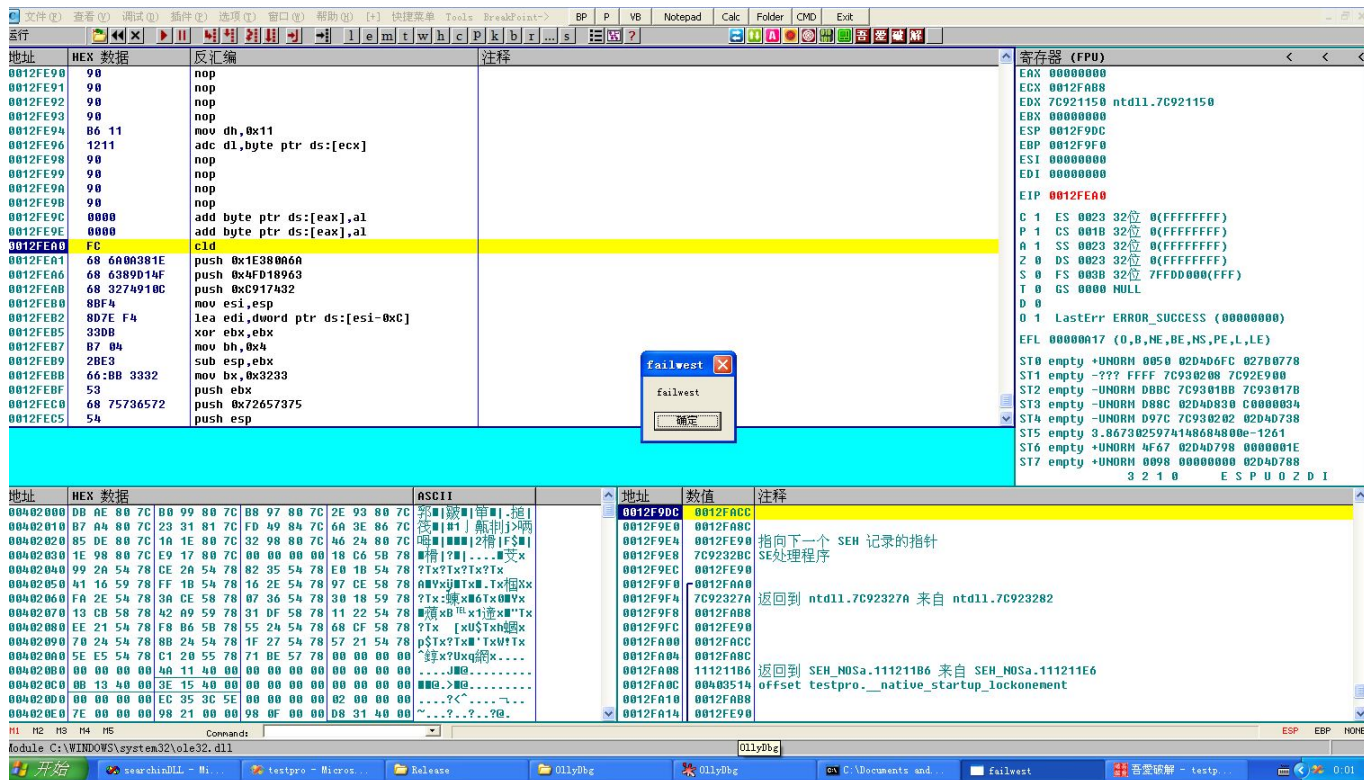 文件(F) 查看(V) 调试(D) 插件(P) 选项(T) 窗口(W) 帮助(H) [+] 快捷菜单 Tools BreakPoint-> BP P VB Notepad Calc Folder CMD Exit
运行 l e m t w h c P k b r ... s ?
地址 HEX 数据 反汇编 注释
0012FE90 90 nop
0012FE91 90 nop
0012FE92 90 nop
0012FE93 90 nop
0012FE94 B6 11 mov dh,0x11
0012FE96 1211 adc dl,byte ptr ds:[ecx]
0012FE98 90 nop
0012FE99 90 nop
0012FE9A 90 nop
0012FE9B 90 nop
0012FE9C 0000 add byte ptr ds:[eax],al
0012FE9E 0000 add byte ptr ds:[eax],al
0012FEA0 FC cld
0012FEA1 68 6A0A381E push 0x1E380A6A
0012FEA6 68 6389D14F push 0x4FD18963
0012FEAB 68 3274910C push 0xC917432
0012FEB0 8BF4 mov esi,esp
0012FEB2 8D7E F4 lea edi,dword ptr ds:[esi-0xC]
0012FEB5 33DB xor ebx,ebx
0012FEB7 B7 04 mov bh,0x4
0012FEB9 2BE3 sub esp,ebx
0012FEBB 66:BB 3332 mov bx,0x3233
0012FEBF 53 push ebx
0012FEC0 68 75736572 push 0x72657375
0012FEC5 54 push esp
寄存器 (FPU) < < <
EAX 00000000
ECX 0012FAB8
EDX 7C921150 ntdll.7C921150
EBX 00000000
ESP 0012F9DC
EBP 0012F9F0
ESI 00000000
EDI 00000000
EIP 0012FEA0
C 1 ES 0023 32位 0(FFFFFFFF)
P 1 CS 001B 32位 0(FFFFFFFF)
A 1 SS 0023 32位 0(FFFFFFFF)
Z 0 DS 0023 32位 0(FFFFFFFF)
S 0 FS 003B 32位 7FFDD000(FFF)
T 0 GS 0000 NULL
D 0
O 1 LastErr ERROR_SUCCESS (00000000)
EFL 00000A17 (O,B,NE,BE,NS,PE,L,LE)
ST0 empty +UNORM 0050 02D4D6FC 027B0778
ST1 empty -??? FFFF 7C930208 7C92E900
ST2 empty -UNORM DBBC 7C9301BB 7C93017B
ST3 empty -UNORM D88C 02D4D830 C0000034
ST4 empty -UNORM D97C 7C930202 02D4D738
ST5 empty 3.8673025974148684800e-1261
ST6 empty +UNORM 4F67 02D4D798 0000001E
ST7 empty +UNORM 0098 00000000 02D4D788
3 2 1 0 E S P U O Z D I
failwest
failwest
确定
地址 HEX 数据 ASCII
00402000 DB AE 80 7C B0 99 80 7C B8 97 80 7C 2E 93 80 7C
00402010 B7 A4 80 7C 23 31 81 7C FD 49 84 7C 6A 3E 86 7C
00402020 85 DE 80 7C 1A 1E 80 7C 32 98 80 7C 46 24 80 7C
00402030 1E 98 80 7C E9 17 80 7C 00 00 00 00 18 C6 5B 78
00402040 99 2A 54 78 CE 2A 54 78 82 35 54 78 E0 1B 54 78 ?Tx?Tx?Tx?Tx
00402050 41 16 59 78 FF 1B 54 78 16 2E 54 78 97 CE 58 78
00402060 FA 2E 54 78 3A CE 58 78 07 36 54 78 30 18 59 78
00402070 13 CB 58 78 42 A9 59 78 31 DF 58 78 11 22 54 78
00402080 EE 21 54 78 F8 B6 5B 78 55 24 54 78 68 CF 58 78
00402090 70 24 54 78 8B 24 54 78 1F 27 54 78 57 21 54 78
004020A0 5E E5 54 78 C1 20 55 78 71 BE 57 78 00 00 00 00
004020B0 00 00 00 00 4A 11 40 00 00 00 00 00 00 00 00 00
004020C0 0B 13 40 00 3E 15 40 00 00 00 00 00 00 00 00 00
004020D0 00 00 00 00 EC 35 3C 5E 00 00 00 00 02 00 00 00
004020E0 7E 00 00 00 98 21 00 00 98 0F 00 00 D8 31 40 00 ~...?..?..?@.
地址 数值 注释
0012F9DC 0012FACC
0012F9E0 0012FA8C
0012F9E4 0012FE90 指向下一个 SEH 记录的指针
0012F9E8 7C9232BC SE处理程序
0012F9EC 0012FE90
0012F9F0 0012FAA0
0012F9F4 7C92327A 返回到 ntdll.7C92327A 来自 ntdll.7C923282
0012F9F8 0012FAB8
0012F9FC 0012FE90
0012FA00 0012FACC
0012FA04 0012FA8C
0012FA08 111211B6 返回到 SEH_NOSa.111211B6 来自 SEH_NOSa.111211E6
0012FA0C 00403514 offset testpro.__native_startup_lockonement
0012FA10 0012FAB8
0012FA14 0012FE90
M1 M2 M3 M4 M5 Command: ESP EBP NONE
Module C:\WINDOWS\system32\ole32.dll
OllyDbg
开始 searchinDLL - Mi... testpro - Micros... Release OllyDbg OllyDbg C:\Documents and... failwest 吾爱破解 - testp... 0:01